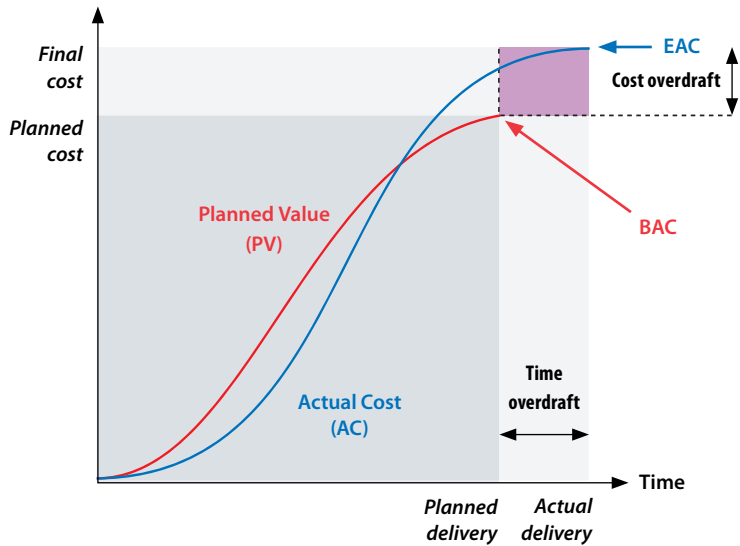 Final
cost
EAC
Cost overdraft
Planned
cost
Planned Value
(PV)
BAC
Time
overdraft
Actual Cost
(AC)
Time
Planned
delivery
Actual
delivery